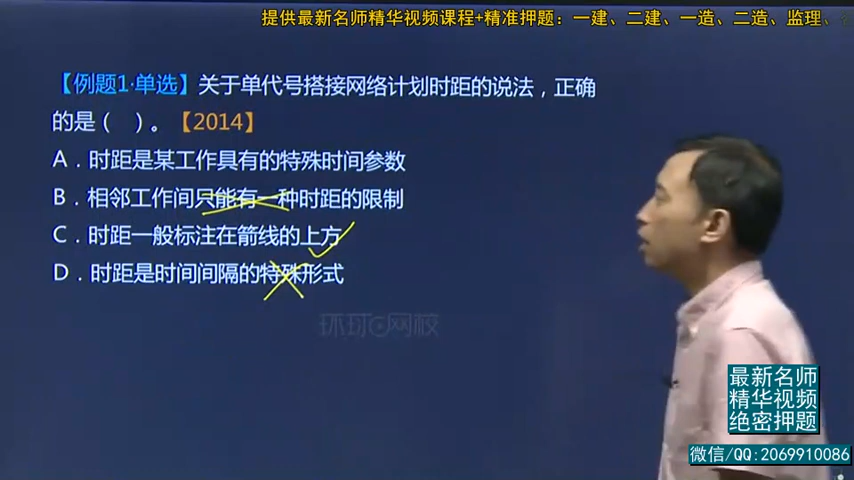 提供最新名师精华视频课程+精准押题：一建、二建、一造、二造、监理、
【例题1·单选】关于单代号搭接网络计划时距的说法，正确
的是（ ）。【2014】
A．时距是某工作具有的特殊时间参数
B．相邻工作间只能有一种时距的限制
C．时距一般标注在箭线的上方
D．时距是时间间隔的特殊形式
环球网校
最新名师
精华视频
绝密押题
微信/QQ:2069910086